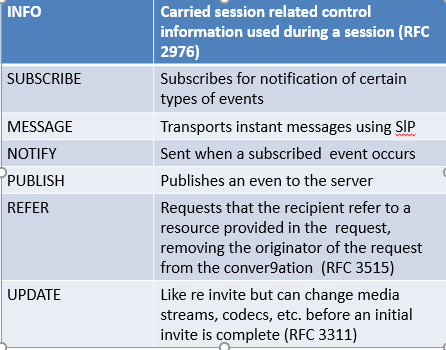 INFO
Carried session related control
information used during a session (RFC
2976)
SUBSCRIBE
Subscribes for notification of certain
types of events
MESSAGE
Transports instant messages using SIP
NOTIFY
Sent when a subscribed  event occurs
PUBLISH
Publishes an even to the server
REFER
Requests that the recipient refer to a
resource provided in the  request,
removing the originator of the request
from the conver9ation  (RFC 3515)
UPDATE
Like re invite but can change media
streams, codecs, etc. before an initial
invite is complete (RFC 3311)